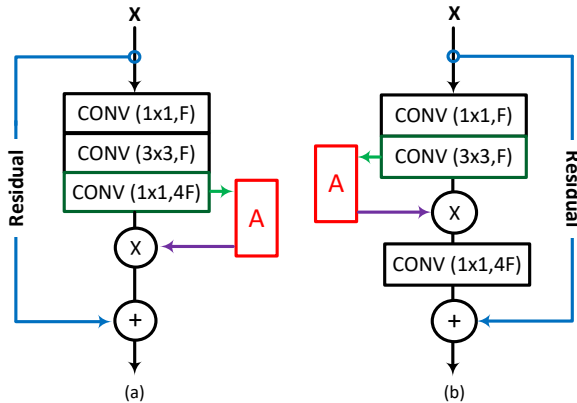 X
CONV (1x1,F)
CONV (3x3,F)
CONV (1x1,4F)
A
X
+
Residual
(a)
X
CONV (1x1,F)
CONV (3x3,F)
A
X
CONV (1x1,4F)
+
Residual
(b)